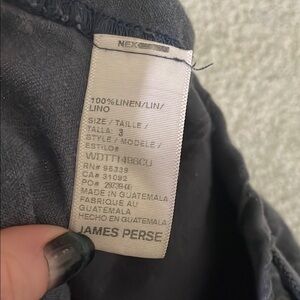 100% LINEN/LIN/
LINO
SIZE / TAILLE /
TALLA: 3
STYLE / MODELE /
ESTILO#
RN# 95339
CA# 31092
MADE IN GUATEMALA
FABRIQUE AU
GUATEMALA
HECHO EN GUATEMALA
JAMES PERSE